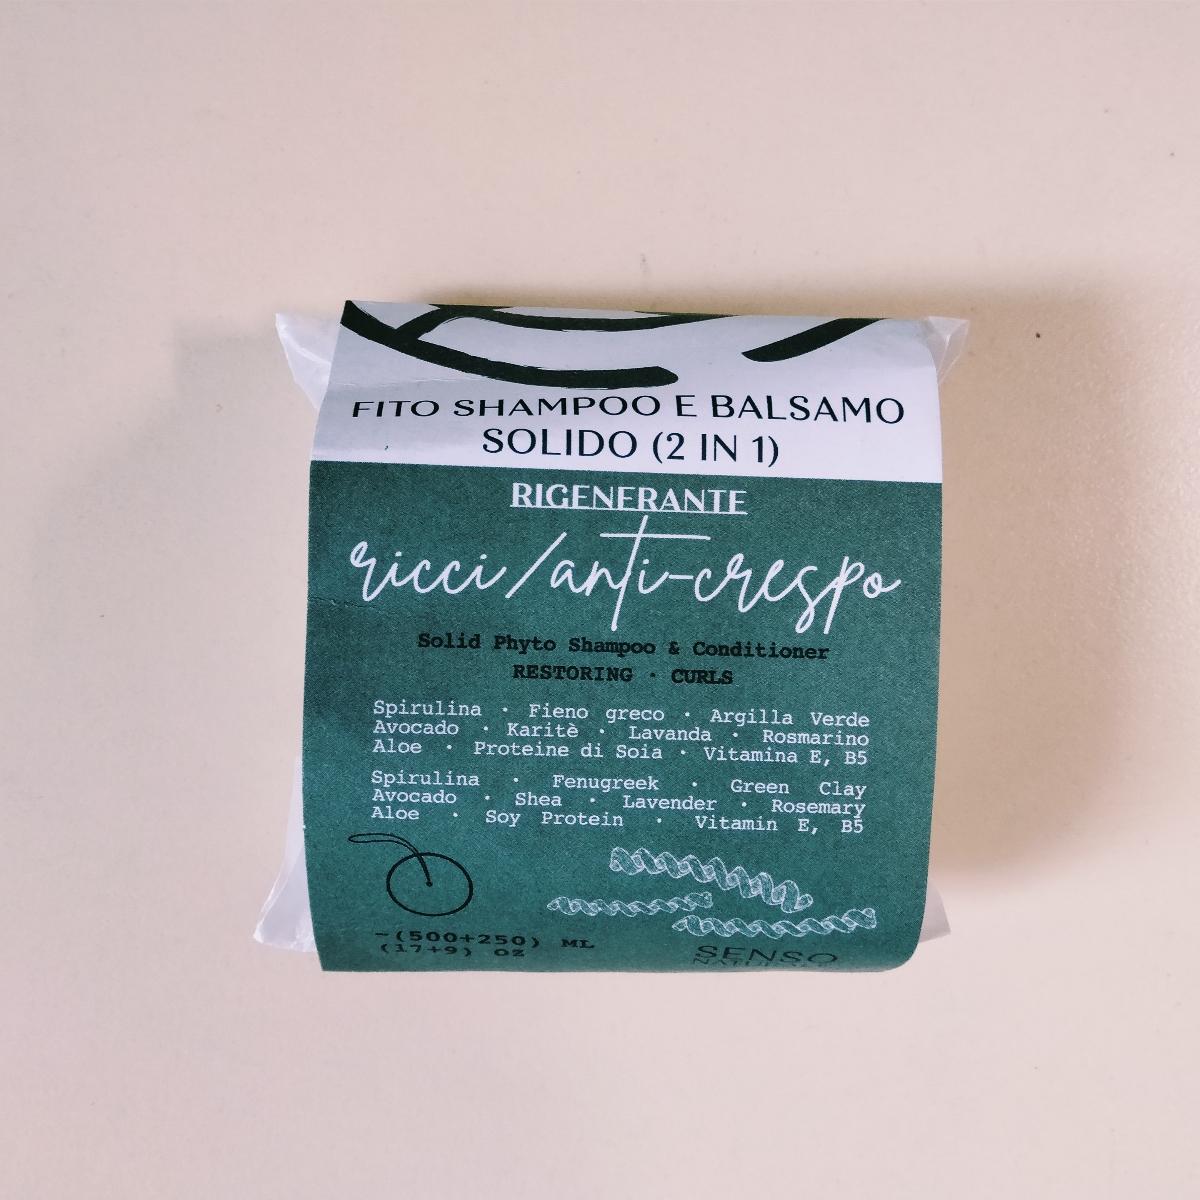 FITO SHAMPOO E BALSAMO
SOLIDO (2 IN 1)
RIGENERANTE
ricci/anti-crespo
Solid Phyto Shampoo & Conditioner
RESTORING · CURLS
Spirulina · Fieno greco · Argilla Verde
Avocado · Karitè · Lavanda · Rosmarino
Aloe · Proteine di Soia · Vitamina E, B5
Spirulina · Fenugreek · Green Clay
Avocado · Shea · Lavender · Rosemary
Aloe · Soy Protein · Vitamin E, B5
~(500+250) ML
(17+9) OZ
SENSO